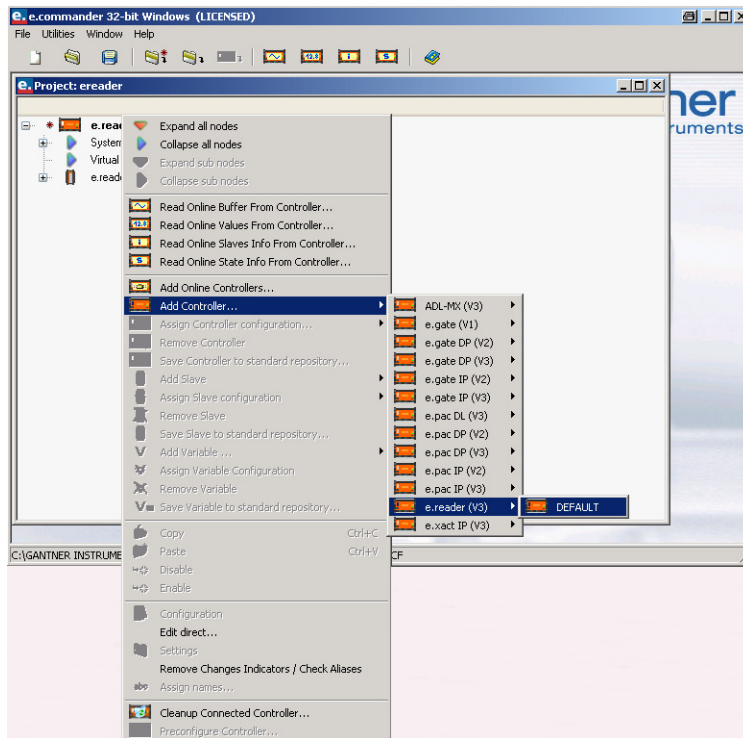 e.commander 32-bit Windows (LICENSED)
File Utilities Window Help
Project: ereader
System
Virtual
Expand all nodes
Collapse all nodes
Expand sub nodes
Collapse sub nodes
Read Online Buffer From Controller...
Read Online Values From Controller...
Read Online Slaves Info From Controller...
Read Online State Info From Controller...
Add Online Controllers...
Add Controller...
Assign Controller configuration...
Remove Controller
Save Controller to standard repository...
Add Slave
Assign Slave configuration
Remove Slave
Save Slave to standard repository...
Add Variable ...
Assign Variable Configuration
Remove Variable
Save Variable to standard repository...
Copy Ctrl+C
Paste Ctrl+V
Disable
Enable
Configuration
Edit direct...
Settings
Remove Changes Indicators / Check Aliases
Assign names...
Cleanup Connected Controller...
Preconfigure Controller...
ADL-MX (V3)
e.gate (V1)
e.gate DP (V2)
e.gate DP (V3)
e.gate IP (V2)
e.gate IP (V3)
e.pac DL (V3)
e.pac DP (V2)
e.pac DP (V3)
e.pac IP (V2)
e.pac IP (V3)
e.reader (V3)
e.xact IP (V3)
DEFAULT
ner
ruments
C:\GANTNER INSTRUME
CF